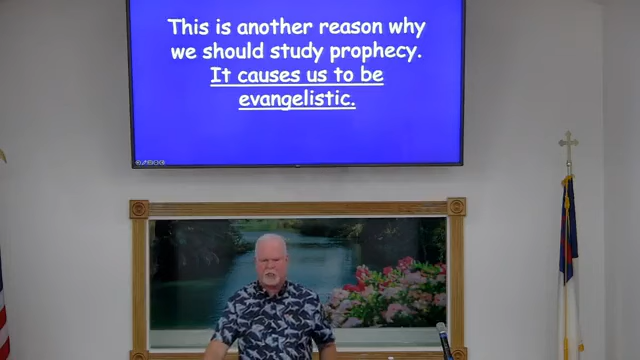 This is another reason why
we should study prophecy.
It causes us to be
evangelistic.